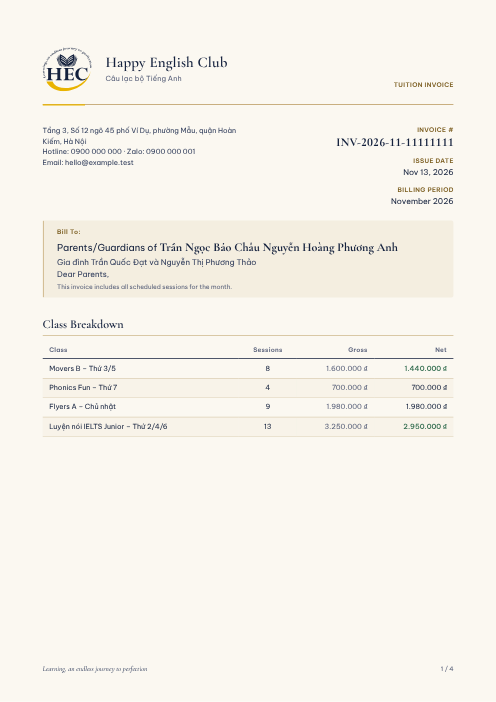 HEC
Happy English Club
Câu lạc bộ Tiếng Anh
TUITION INVOICE
Tầng 3, Số 12 ngõ 45 phố Ví Dụ, phường Mẫu, quận Hoàn
Kiếm, Hà Nội
Hotline: 0900 000 000 · Zalo: 0900 000 001
Email: hello@example.test
INVOICE #
INV-2026-11-11111111
ISSUE DATE
Nov 13, 2026
BILLING PERIOD
November 2026
Bill To:
Parents/Guardians of Trần Ngọc Bảo Châu Nguyễn Hoàng Phương Anh
Gia đình Trần Quốc Đạt và Nguyễn Thị Phương Thảo
Dear Parents,
This invoice includes all scheduled sessions for the month.
Class Breakdown
Class Sessions Gross Net
Movers B – Thứ 3/5 8 1.600.000 ₫ 1.440.000 ₫
Phonics Fun – Thứ 7 4 700.000 ₫ 700.000 ₫
Flyers A – Chủ nhật 9 1.980.000 ₫ 1.980.000 ₫
Luyện nói IELTS Junior – Thứ 2/4/6 13 3.250.000 ₫ 2.950.000 ₫
Learning, an endless journey to perfection
1 / 4